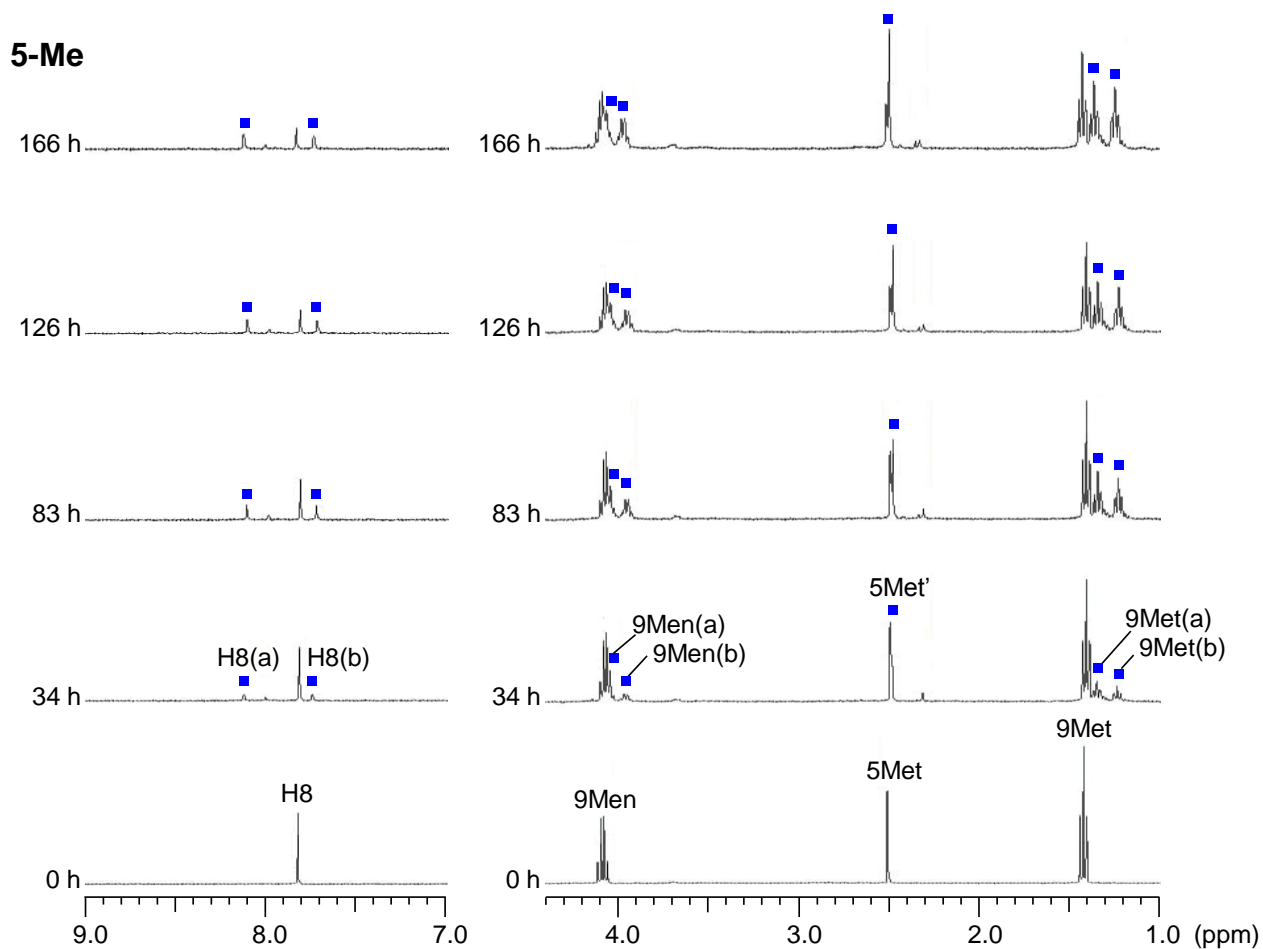 5-Me
166 h
166 h
126 h
126 h
83 h
83 h
5Met’
9Men(a)
9Met(a)
H8(a)
H8(b)
9Men(b)
9Met(b)
34 h
34 h
9Met
5Met
H8
9Men
0 h
0 h
9.0 8.0 7.0 4.0 3.0 2.0 1.0 (ppm)